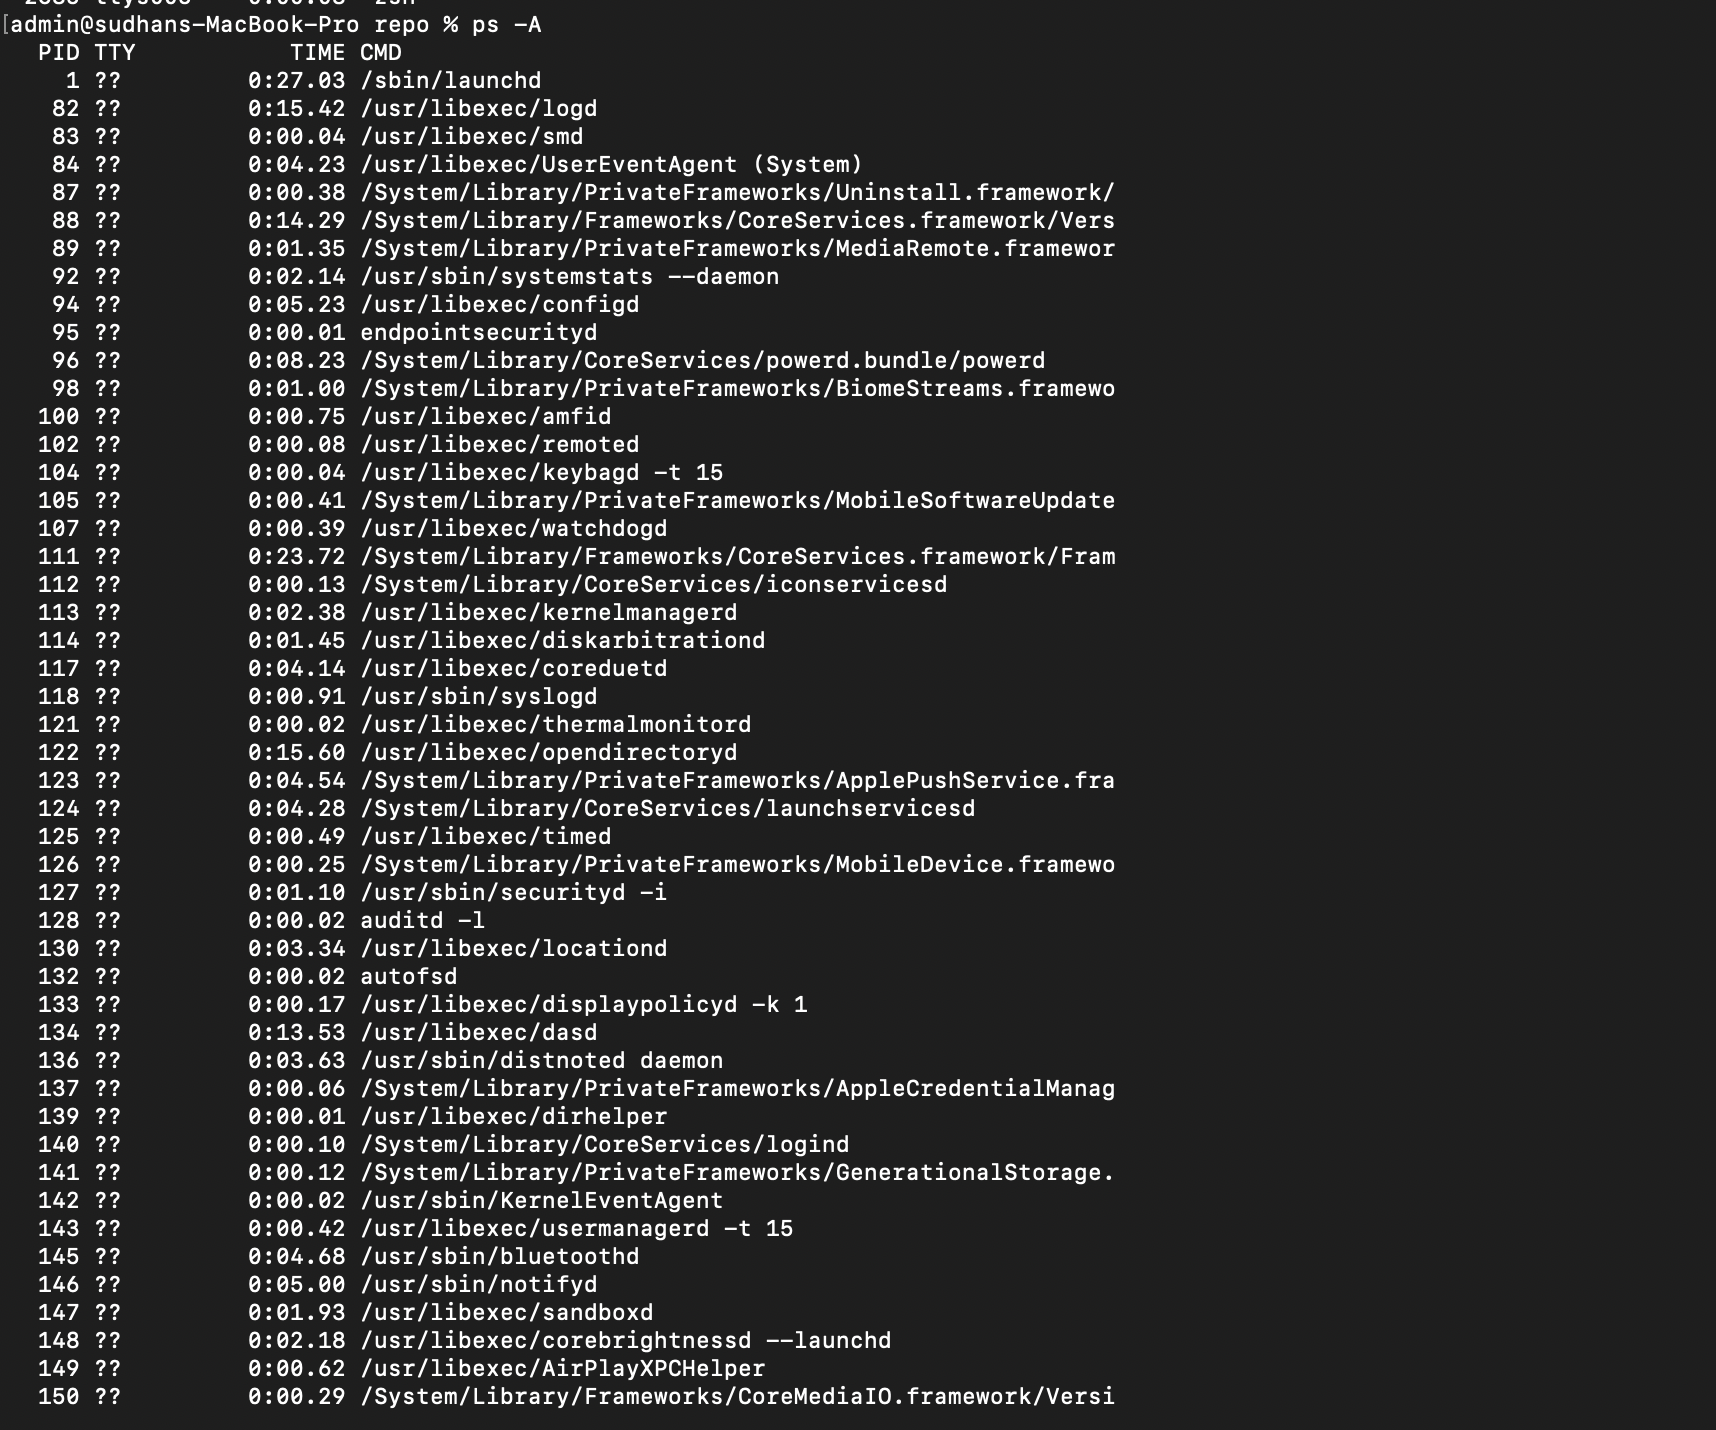 [admin@sudhans-MacBook-Pro repo % ps -A
PID TTY TIME CMD
1 ?? 0:27.03 /sbin/launchd
82 ?? 0:15.42 /usr/libexec/logd
83 ?? 0:00.04 /usr/libexec/smd
84 ?? 0:04.23 /usr/libexec/UserEventAgent (System)
87 ?? 0:00.38 /System/Library/PrivateFrameworks/Uninstall.framework/
88 ?? 0:14.29 /System/Library/Frameworks/CoreServices.framework/Vers
89 ?? 0:01.35 /System/Library/PrivateFrameworks/MediaRemote.framewor
92 ?? 0:02.14 /usr/sbin/systemstats --daemon
94 ?? 0:05.23 /usr/libexec/configd
95 ?? 0:00.01 endpointsecurityd
96 ?? 0:08.23 /System/Library/CoreServices/powerd.bundle/powerd
98 ?? 0:01.00 /System/Library/PrivateFrameworks/BiomeStreams.framewo
100 ?? 0:00.75 /usr/libexec/amfid
102 ?? 0:00.08 /usr/libexec/remoted
104 ?? 0:00.04 /usr/libexec/keybagd -t 15
105 ?? 0:00.41 /System/Library/PrivateFrameworks/MobileSoftwareUpdate
107 ?? 0:00.39 /usr/libexec/watchdogd
111 ?? 0:23.72 /System/Library/Frameworks/CoreServices.framework/Fram
112 ?? 0:00.13 /System/Library/CoreServices/iconservicesd
113 ?? 0:02.38 /usr/libexec/kernelmanagerd
114 ?? 0:01.45 /usr/libexec/diskarbitrationd
117 ?? 0:04.14 /usr/libexec/coreduetd
118 ?? 0:00.91 /usr/sbin/syslogd
121 ?? 0:00.02 /usr/libexec/thermalmonitord
122 ?? 0:15.60 /usr/libexec/opendirectoryd
123 ?? 0:04.54 /System/Library/PrivateFrameworks/ApplePushService.fra
124 ?? 0:04.28 /System/Library/CoreServices/launchservicesd
125 ?? 0:00.49 /usr/libexec/timed
126 ?? 0:00.25 /System/Library/PrivateFrameworks/MobileDevice.framewo
127 ?? 0:01.10 /usr/sbin/securityd -i
128 ?? 0:00.02 auditd -l
130 ?? 0:03.34 /usr/libexec/locationd
132 ?? 0:00.02 autofsd
133 ?? 0:00.17 /usr/libexec/displaypolicyd -k 1
134 ?? 0:13.53 /usr/libexec/dasd
136 ?? 0:03.63 /usr/sbin/distnoted daemon
137 ?? 0:00.06 /System/Library/PrivateFrameworks/AppleCredentialManag
139 ?? 0:00.01 /usr/libexec/dirhelper
140 ?? 0:00.10 /System/Library/CoreServices/logind
141 ?? 0:00.12 /System/Library/PrivateFrameworks/GenerationalStorage.
142 ?? 0:00.02 /usr/sbin/KernelEventAgent
143 ?? 0:00.42 /usr/libexec/usermanagerd -t 15
145 ?? 0:04.68 /usr/sbin/bluetoothd
146 ?? 0:05.00 /usr/sbin/notifyd
147 ?? 0:01.93 /usr/libexec/sandboxd
148 ?? 0:02.18 /usr/libexec/corebrightnessd --launchd
149 ?? 0:00.62 /usr/libexec/AirPlayXPCHelper
150 ?? 0:00.29 /System/Library/Frameworks/CoreMediaIO.framework/Versi